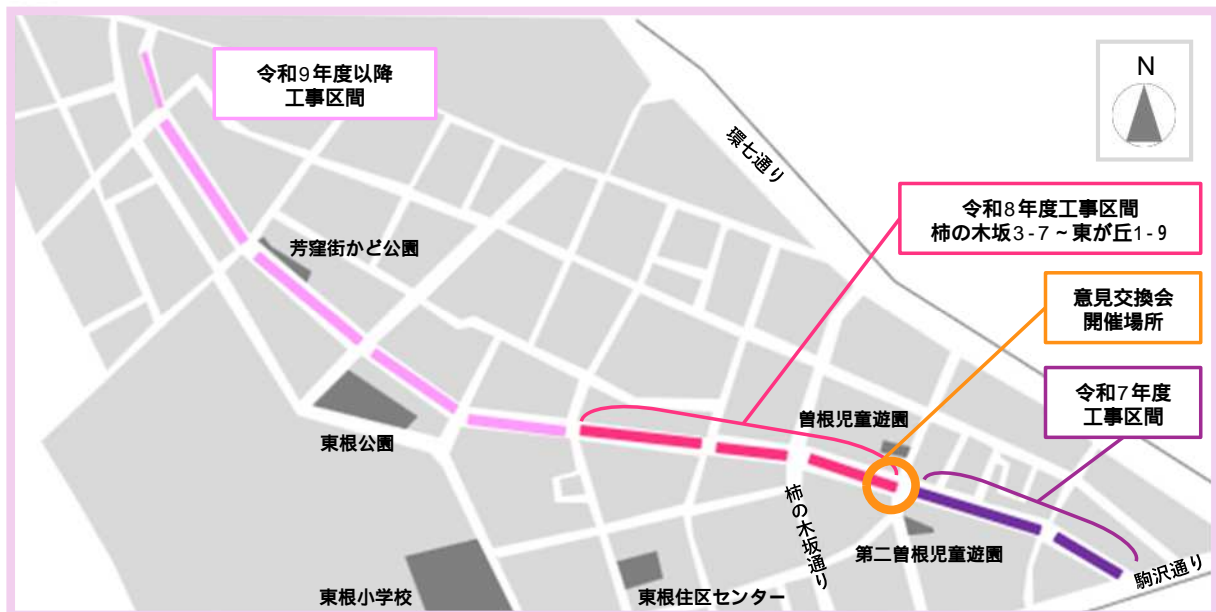 令和9年度以降
工事区間
N
環七通り
令和8年度工事区間
柿の木坂3-7~東が丘1-9
芳窪街かど公園
意見交換会
開催場所
令和7年度
工事区間
曽根児童遊園
東根公園
柿の木坂通り
第二曽根児童遊園
駒沢通り
東根小学校
東根住区センター